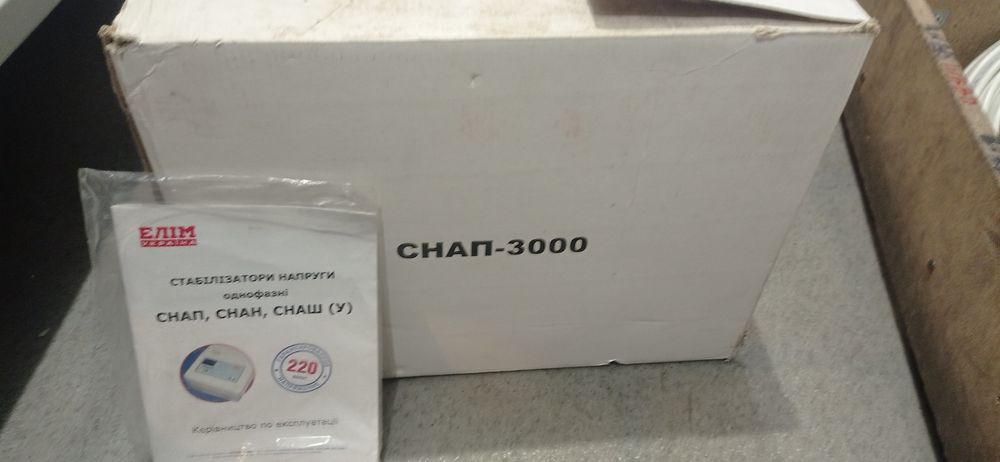 СНАП-3000
ЕЛІМ
УКРАЇНА
СТАБІЛІЗАТОРИ НАПРУГИ
однофазні
СНАП, СНАН, СНАШ (У)
220
Керівництво по експлуатації